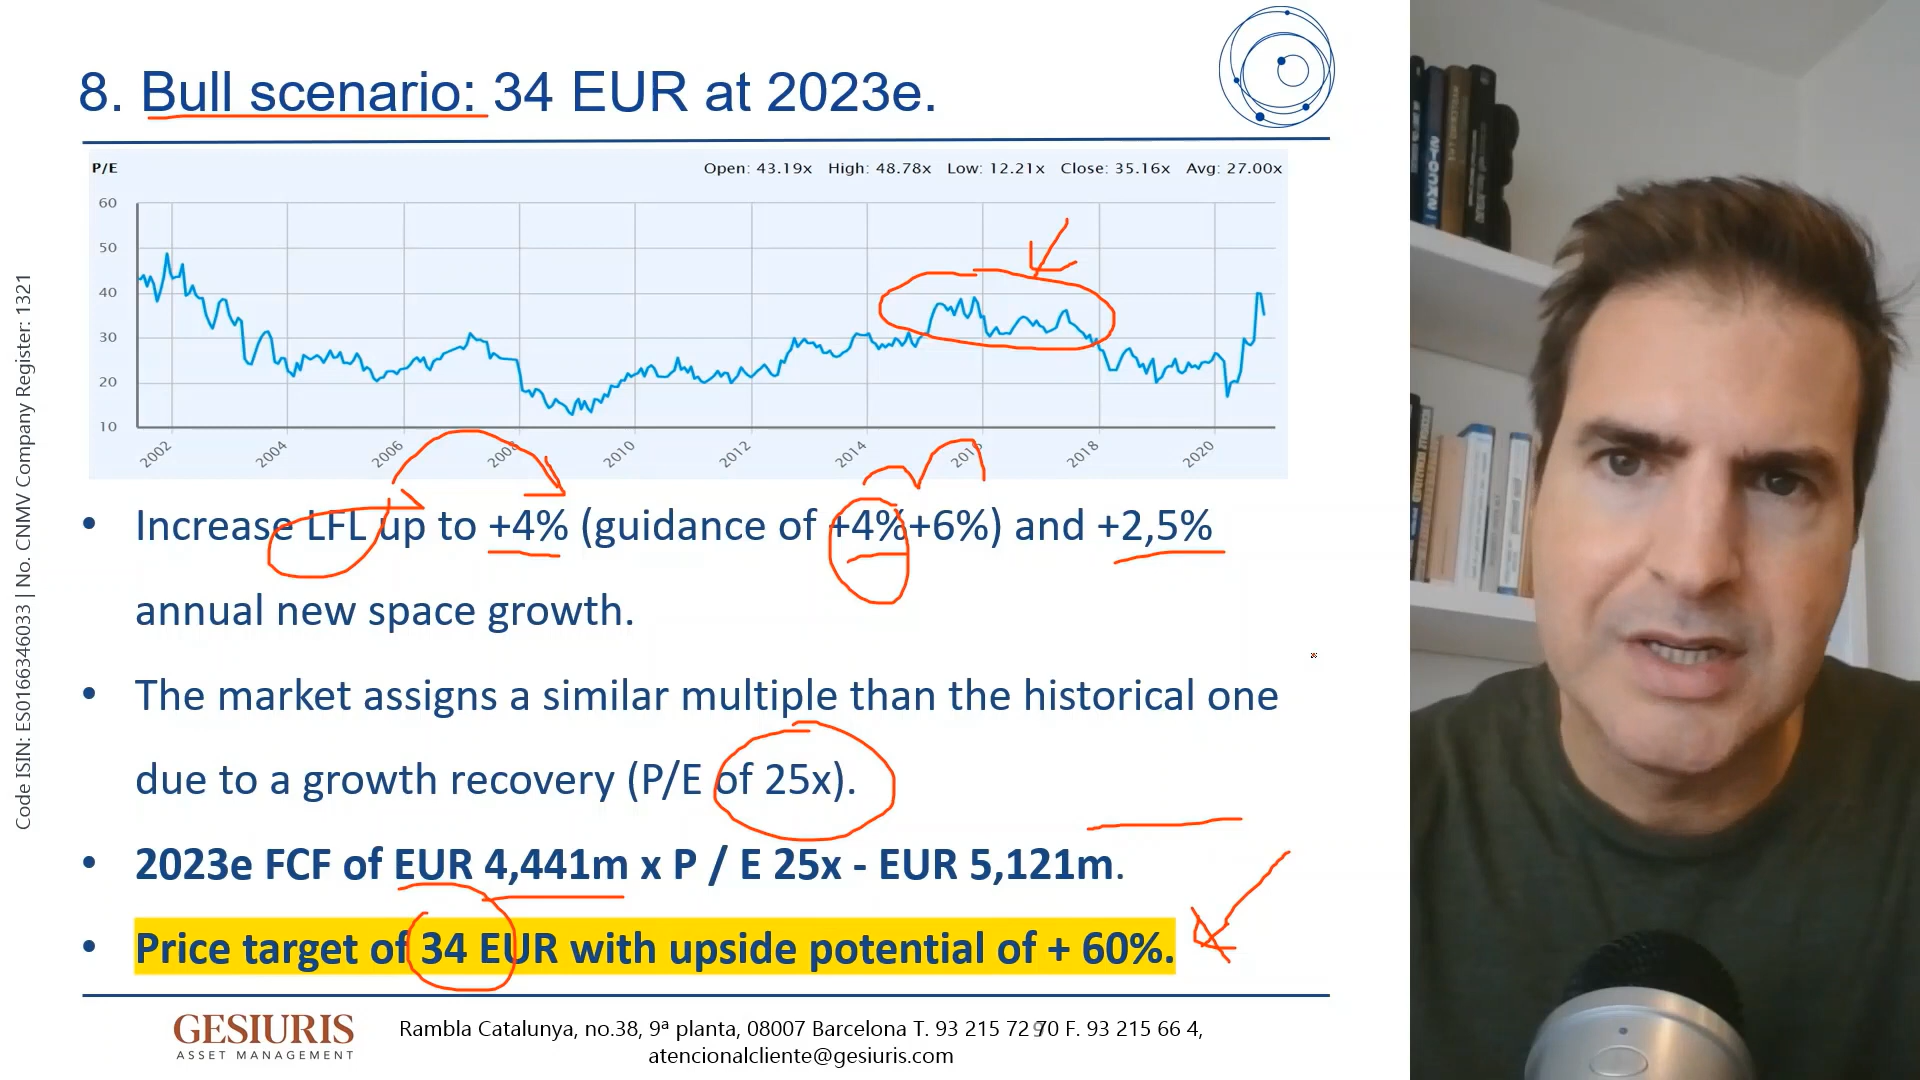 8. Bull scenario: 34 EUR at 2023e.
P/E
Open: 43.19x High: 48.78x Low: 12.21x Close: 35.16x Avg: 27.00x
60
50
40
30
20
10
2002 2004 2006 2008 2010 2012 2014 2016 2018 2020
• Increase LFL up to +4% (guidance of +4%+6%) and +2,5%
annual new space growth.
• The market assigns a similar multiple than the historical one
due to a growth recovery (P/E of 25x).
• 2023e FCF of EUR 4,441m x P / E 25x - EUR 5,121m.
• Price target of 34 EUR with upside potential of + 60%.
GESIURIS
ASSET MANAGEMENT
Rambla Catalunya, no.38, 9ª planta, 08007 Barcelona T. 93 215 72 70 F. 93 215 66 4,
atencionalcliente@gesiuris.com
Code ISIN: ES0166346033 | No. CNMV Company Register: 1321